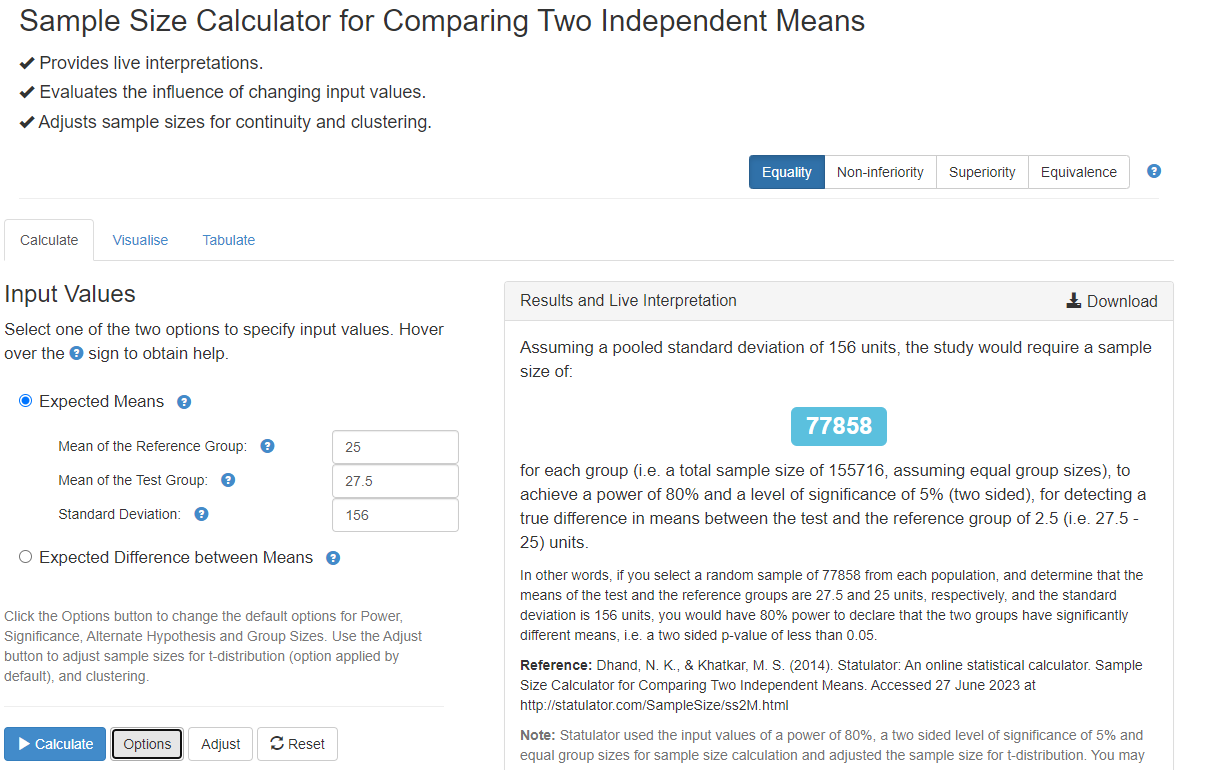 Sample Size Calculator for Comparing Two Independent Means
Provides live interpretations.
Evaluates the influence of changing input values.
Adjusts sample sizes for continuity and clustering.
Equality Non-inferiority Superiority Equivalence ?
Calculate Visualise Tabulate
Input Values
Select one of the two options to specify input values. Hover
over the ? sign to obtain help.
Expected Means ?
Mean of the Reference Group: ? 25
Mean of the Test Group: ? 27.5
Standard Deviation: ? 156
Expected Difference between Means ?
Click the Options button to change the default options for Power,
Significance, Alternate Hypothesis and Group Sizes. Use the Adjust
button to adjust sample sizes for t-distribution (option applied by
default), and clustering.
Calculate Options Adjust Reset
Results and Live Interpretation Download
Assuming a pooled standard deviation of 156 units, the study would require a sample
size of:
77858
for each group (i.e. a total sample size of 155716, assuming equal group sizes), to
achieve a power of 80% and a level of significance of 5% (two sided), for detecting a
true difference in means between the test and the reference group of 2.5 (i.e. 27.5 -
25) units.
In other words, if you select a random sample of 77858 from each population, and determine that the
means of the test and the reference groups are 27.5 and 25 units, respectively, and the standard
deviation is 156 units, you would have 80% power to declare that the two groups have significantly
different means, i.e. a two sided p-value of less than 0.05.
Reference: Dhand, N. K., & Khatkar, M. S. (2014). Statulator: An online statistical calculator. Sample
Size Calculator for Comparing Two Independent Means. Accessed 27 June 2023 at
http://statulator.com/SampleSize/ss2M.html
Note: Statulator used the input values of a power of 80%, a two sided level of significance of 5% and
equal group sizes for sample size calculation and adjusted the sample size for t-distribution. You may